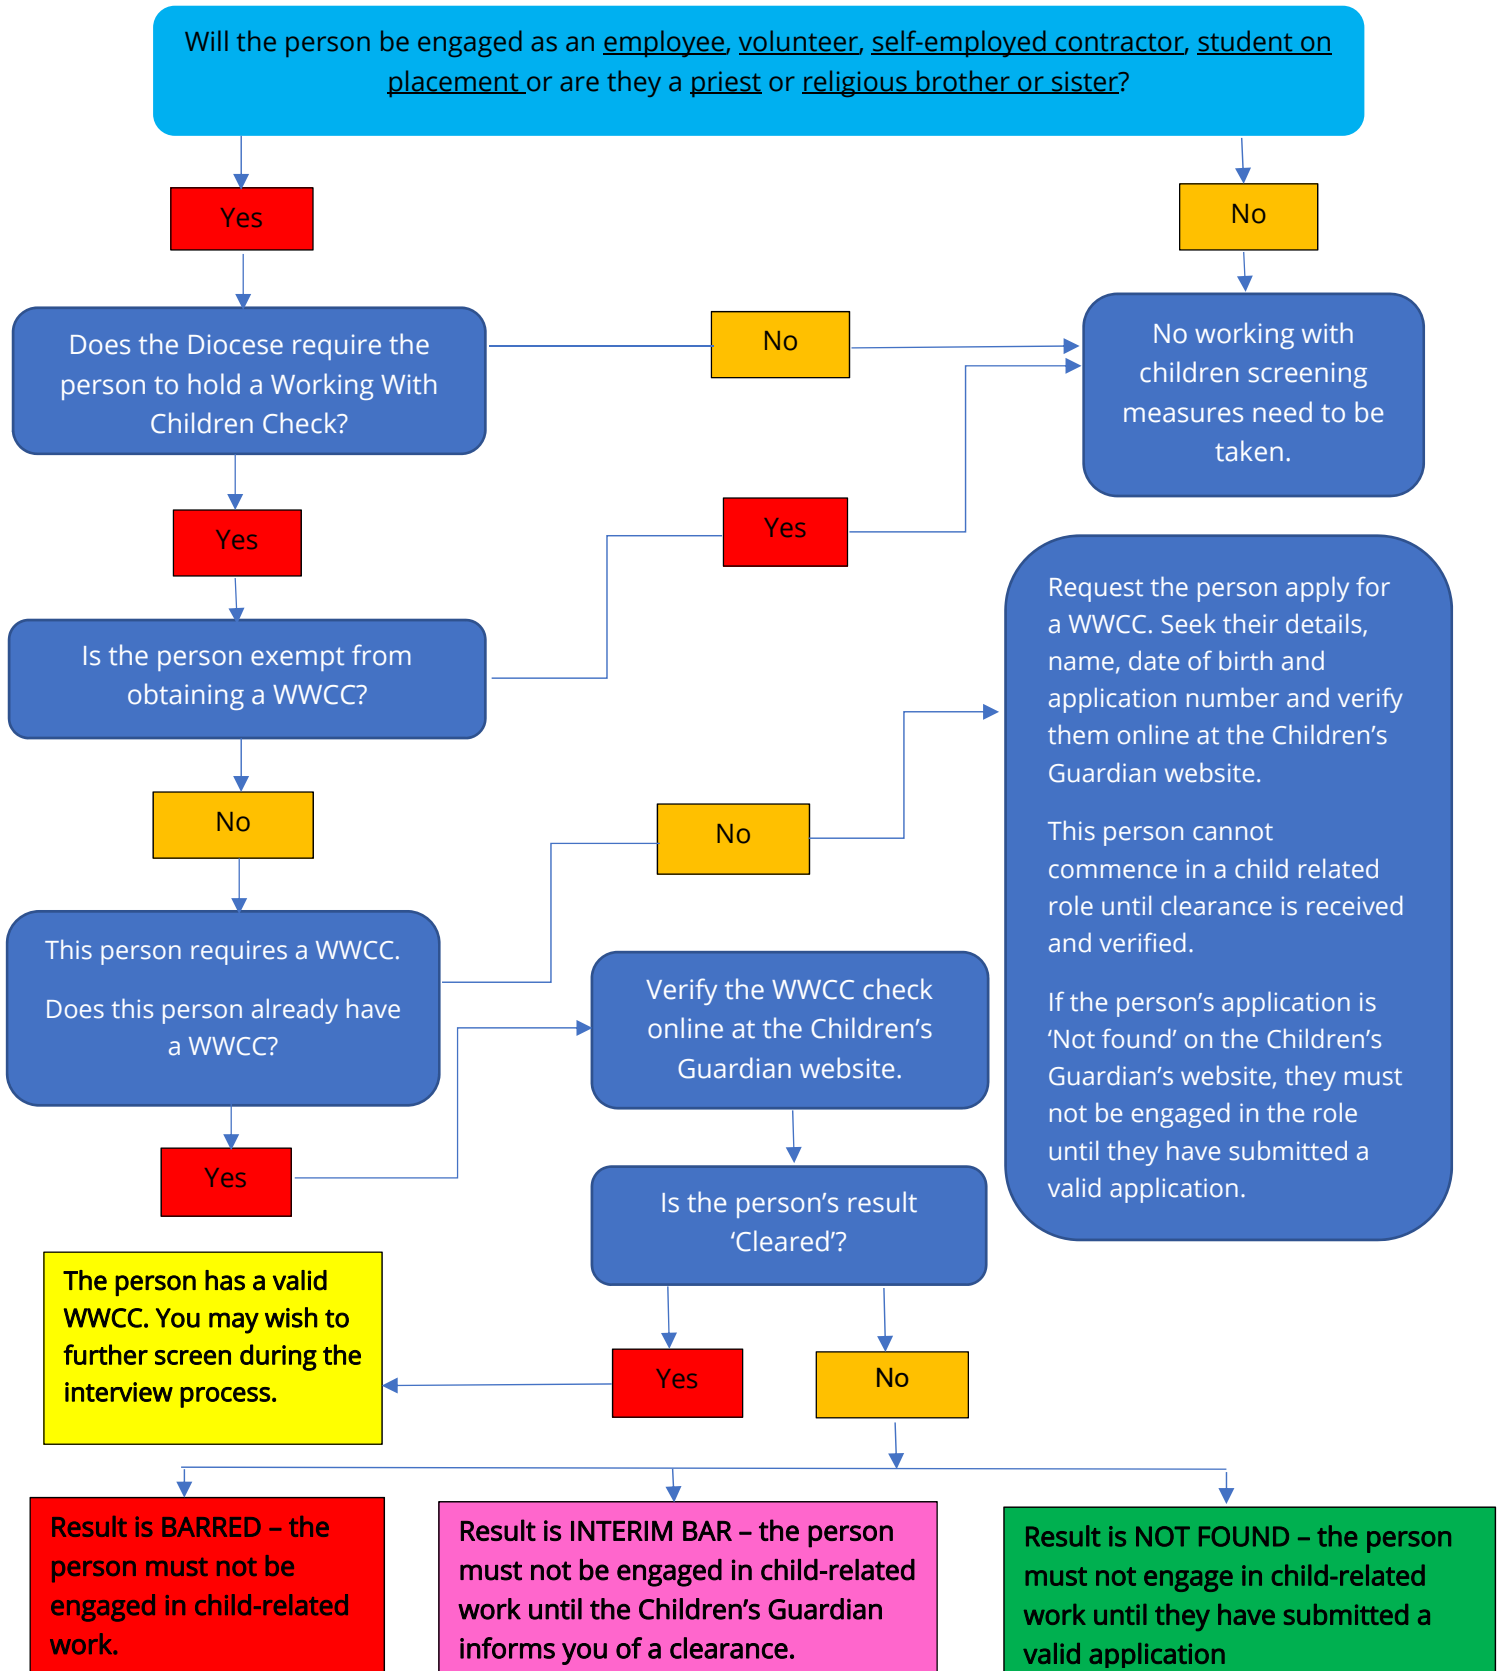 Will the person be engaged as an employee, volunteer, self-employed contractor, student on
placement or are they a priest or religious brother or sister?
Yes
No
Does the Diocese require the
person to hold a Working With
Children Check?
No
No working with
children screening
measures need to be
taken.
Yes
Yes
Is the person exempt from
obtaining a WWCC?
Request the person apply for
a WWCC. Seek their details,
name, date of birth and
application number and verify
them online at the Children’s
Guardian website.
This person cannot
commence in a child related
role until clearance is received
and verified.
If the person’s application is
‘Not found’ on the Children’s
Guardian’s website, they must
not be engaged in the role
until they have submitted a
valid application.
No
No
This person requires a WWCC.
Does this person already have
a WWCC?
Verify the WWCC check
online at the Children’s
Guardian website.
Yes
Is the person’s result
‘Cleared’?
The person has a valid
WWCC. You may wish to
further screen during the
interview process.
Yes
No
Result is BARRED – the
person must not be
engaged in child-related
work.
Result is INTERIM BAR – the person
must not be engaged in child-related
work until the Children’s Guardian
informs you of a clearance.
Result is NOT FOUND – the person
must not engage in child-related
work until they have submitted a
valid application